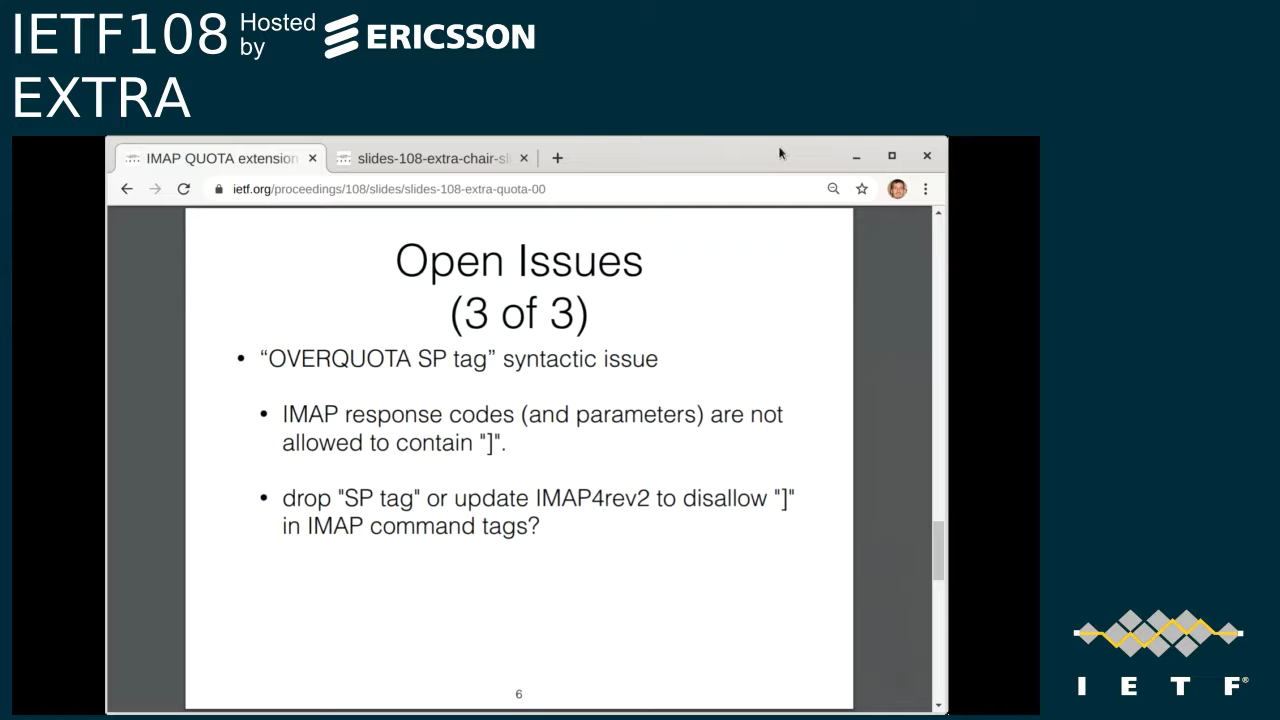 IETF108 Hosted by ERICSSON
EXTRA
IMAP QUOTA extension
slides-108-extra-chair-sl
ietf.org/proceedings/108/slides/slides-108-extra-quota-00
Open Issues
(3 of 3)
• “OVERQUOTA SP tag” syntactic issue
• IMAP response codes (and parameters) are not
allowed to contain "]".
• drop "SP tag" or update IMAP4rev2 to disallow "]"
in IMAP command tags?
6
I E T F®